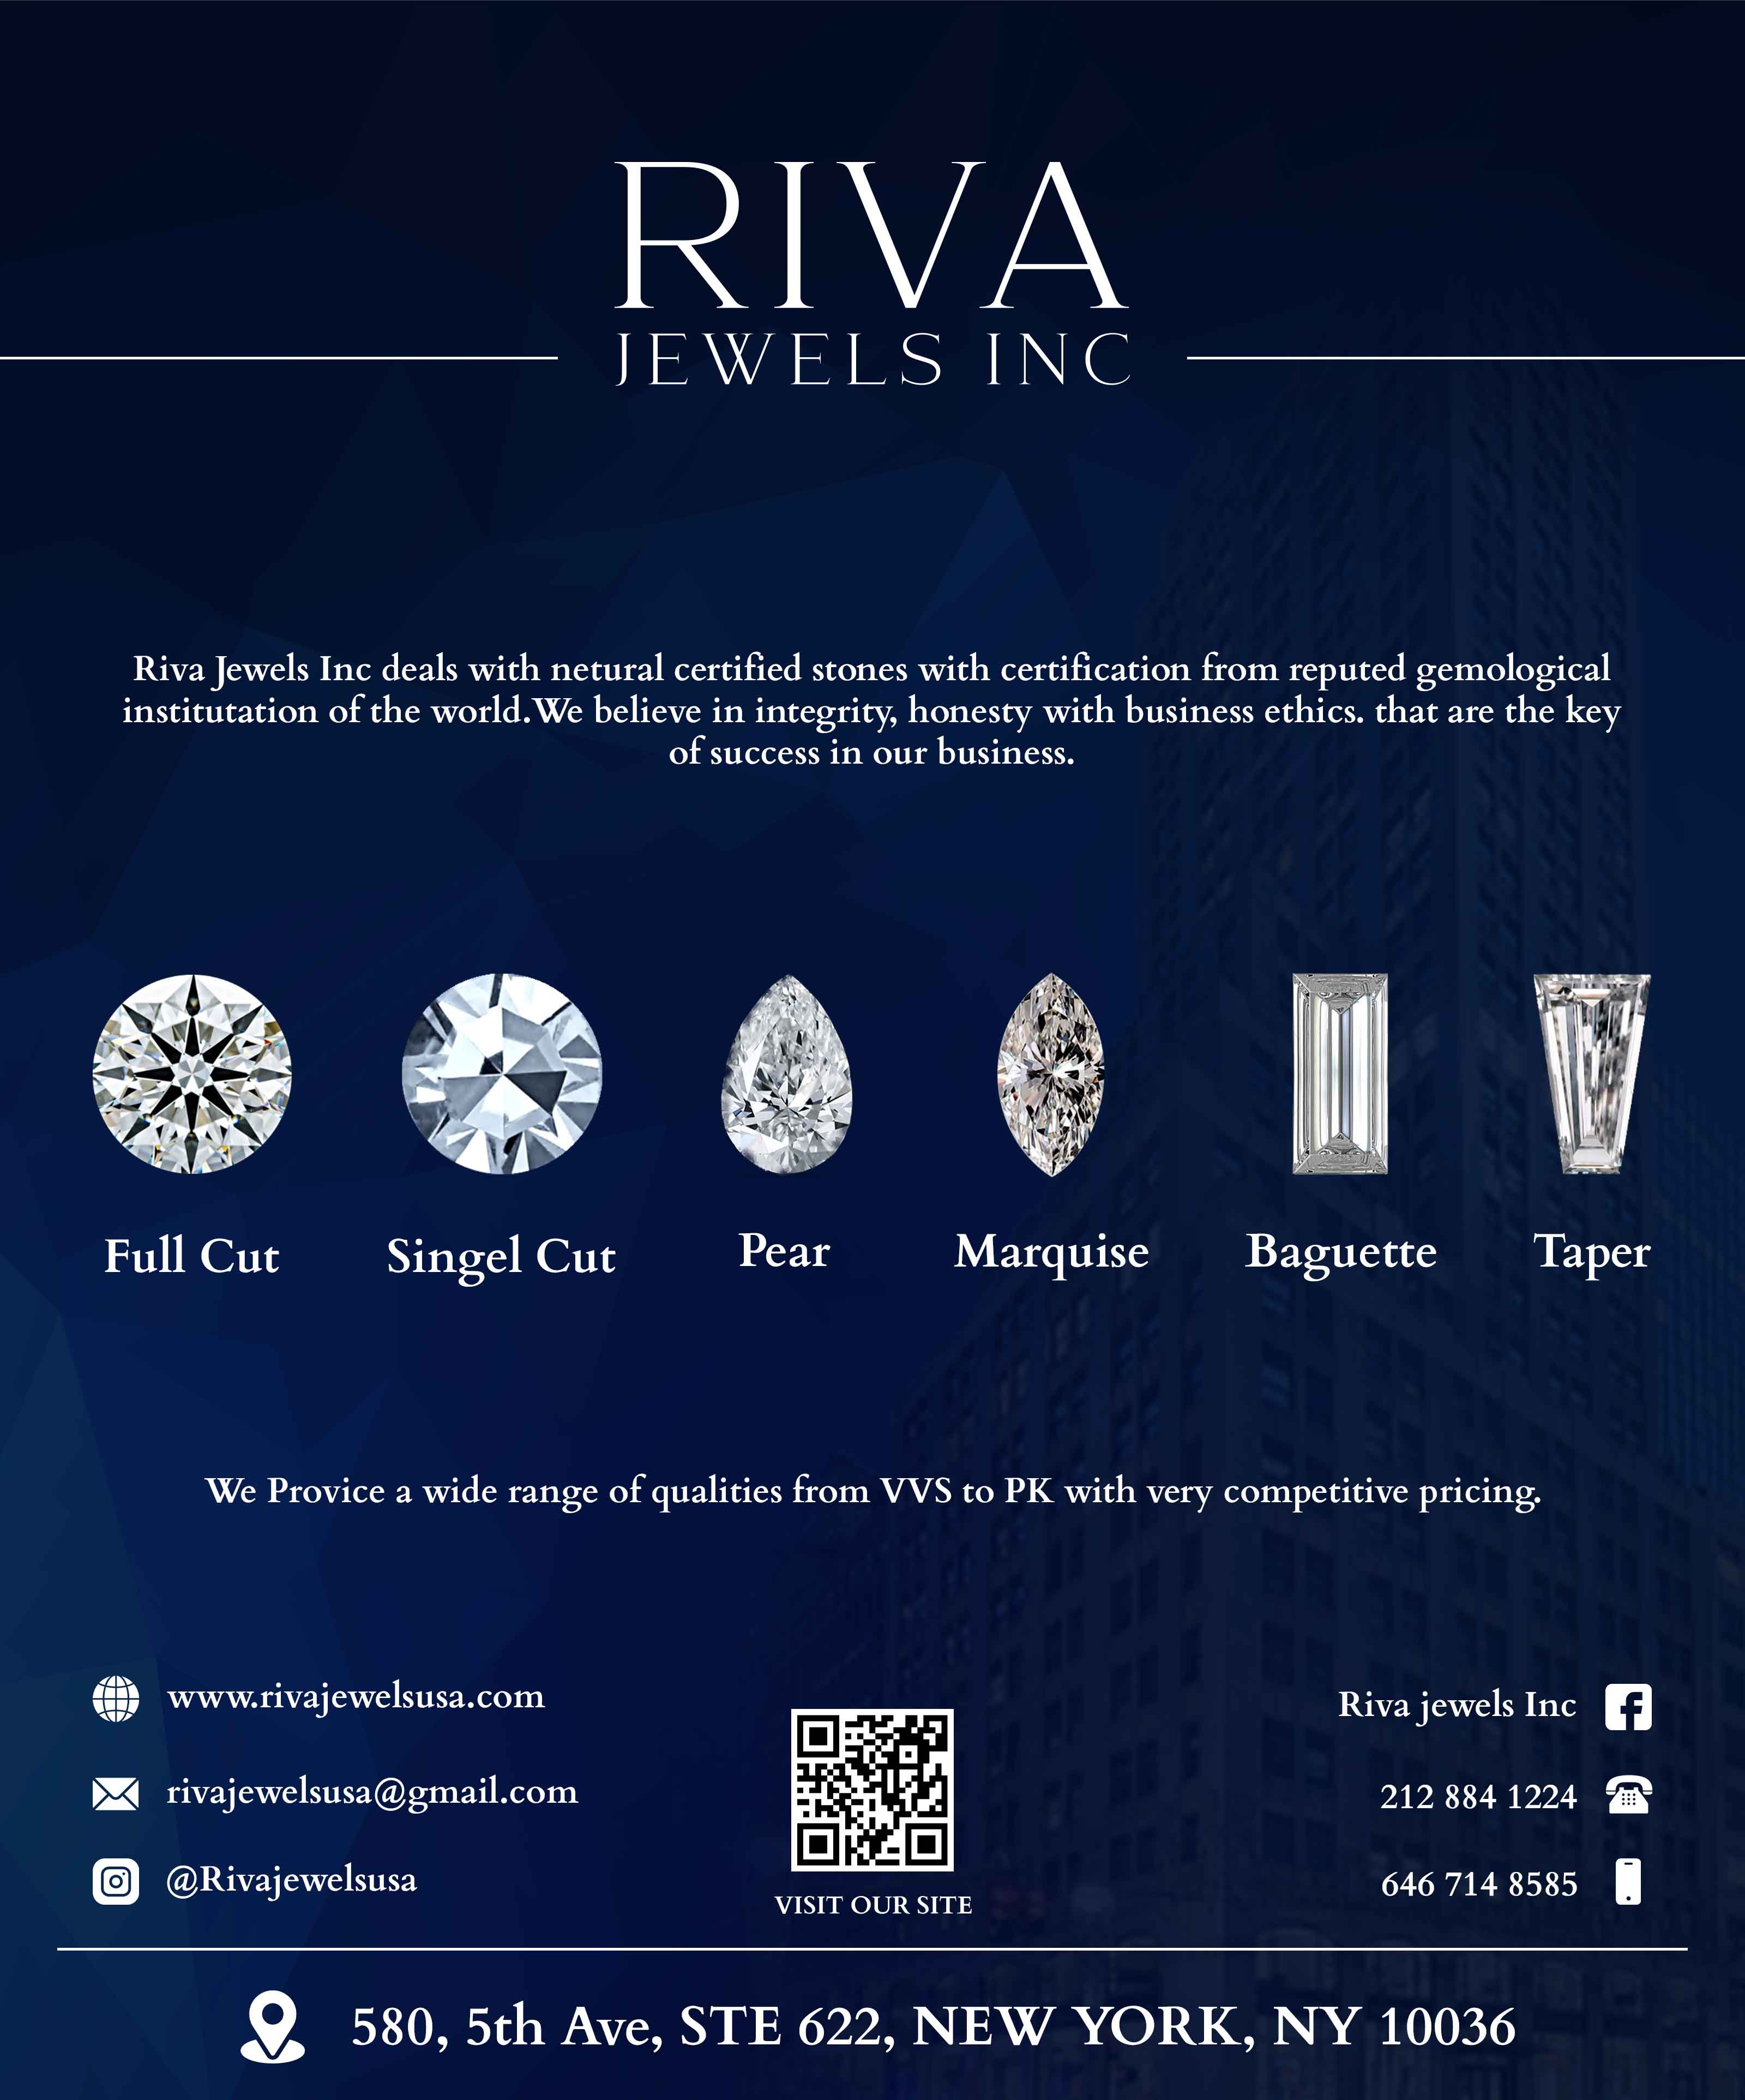 RIVA
JEWELS INC
Riva Jewels Inc deals with netural certified stones with certification from reputed gemological
institutation of the world.We believe in integrity, honesty with business ethics. that are the key
of success in our business.
Full Cut
Singel Cut
Pear
Marquise
Baguette
Taper
We Provice a wide range of qualities from VVS to PK with very competitive pricing.
www.rivajewelsusa.com
rivajewelsusa@gmail.com
@Rivajewelsusa
VISIT OUR SITE
Riva jewels Inc
212 884 1224
646 714 8585
580, 5th Ave, STE 622, NEW YORK, NY 10036